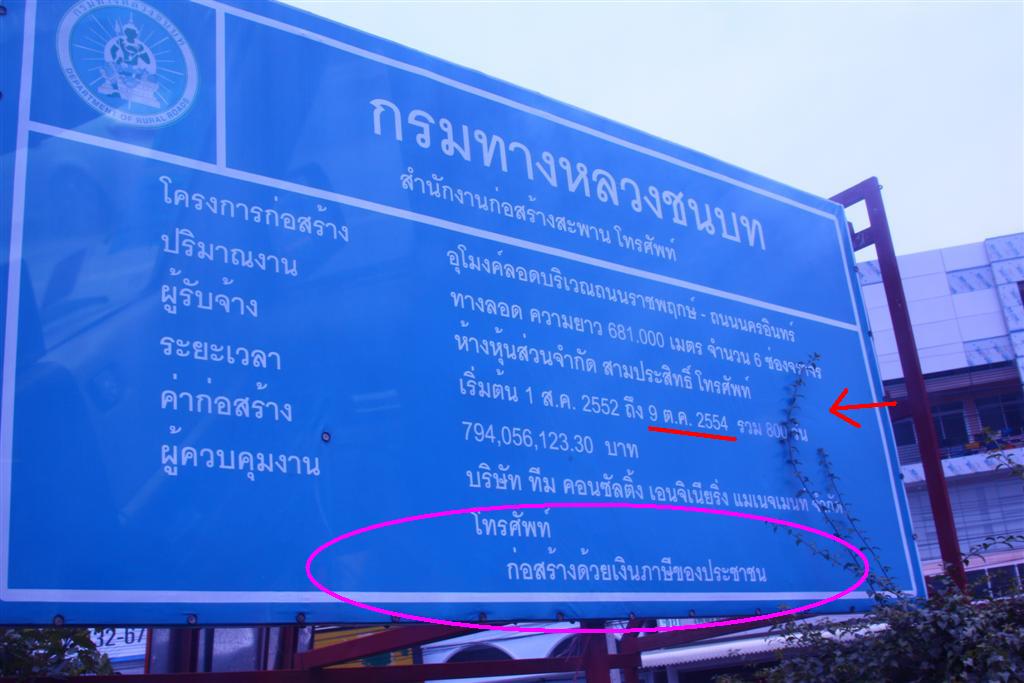 กรมทางหลวงชนบท
DEPARTMENT OF RURAL ROADS
กรมทางหลวงชนบท
สำนักงานก่อสร้างสะพาน โทรศัพท์
โครงการก่อสร้าง อุโมงค์ลอดบริเวณถนนราชพฤกษ์ - ถนนนครอินทร์
ปริมาณงาน ทางลอด ความยาว 681.000 เมตร จำนวน 6 ช่องจราจร
ผู้รับจ้าง ห้างหุ้นส่วนจำกัด สามประสิทธิ์ โทรศัพท์
ระยะเวลา เริ่มต้น 1 ส.ค. 2552 ถึง 9 ต.ค. 2554 รวม 800 วัน
ค่าก่อสร้าง 794,056,123.30 บาท
ผู้ควบคุมงาน บริษัท ทีม คอนซัลติ้ง เอนจิเนียริ่ง แมเนจเมนท์ จำกัด
โทรศัพท์
ก่อสร้างด้วยเงินภาษีของประชาชน